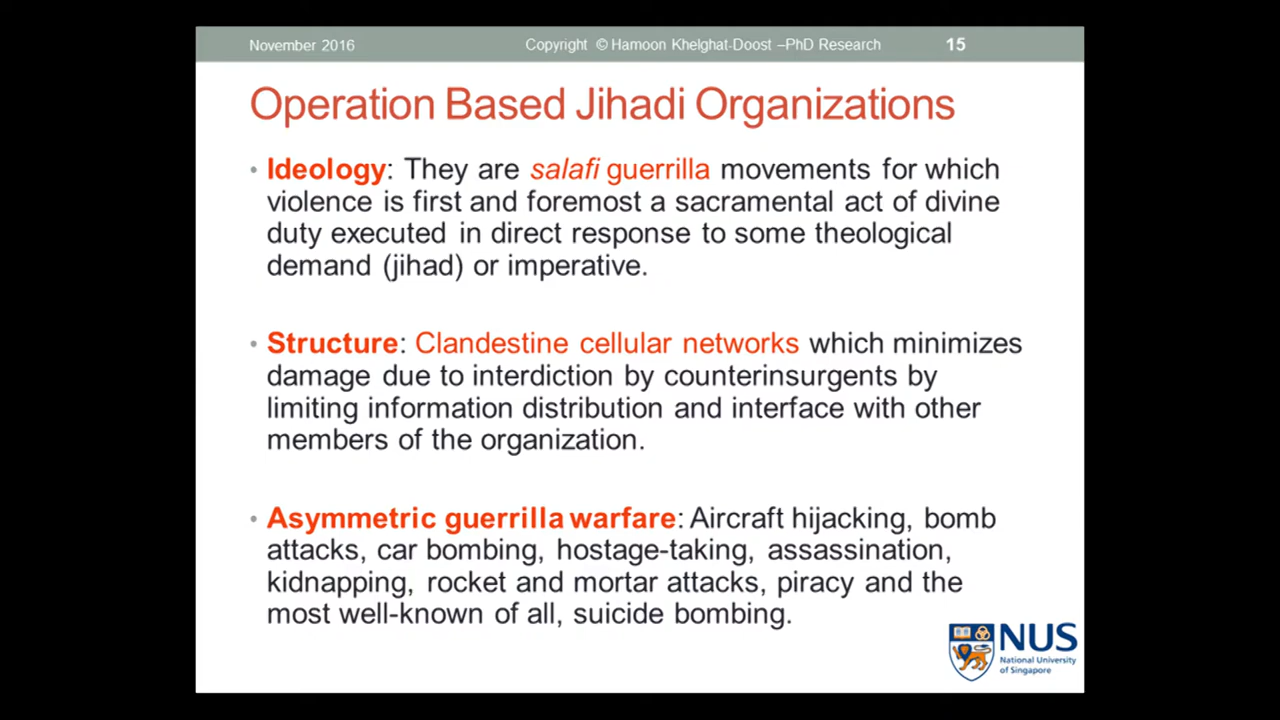 November 2016 Copyright © Hamoon Khelghat-Doost –PhD Research 15
Operation Based Jihadi Organizations
• Ideology: They are salafi guerrilla movements for which
violence is first and foremost a sacramental act of divine
duty executed in direct response to some theological
demand (jihad) or imperative.
• Structure: Clandestine cellular networks which minimizes
damage due to interdiction by counterinsurgents by
limiting information distribution and interface with other
members of the organization.
• Asymmetric guerrilla warfare: Aircraft hijacking, bomb
attacks, car bombing, hostage-taking, assassination,
kidnapping, rocket and mortar attacks, piracy and the
most well-known of all, suicide bombing.
NUS
National University
of Singapore